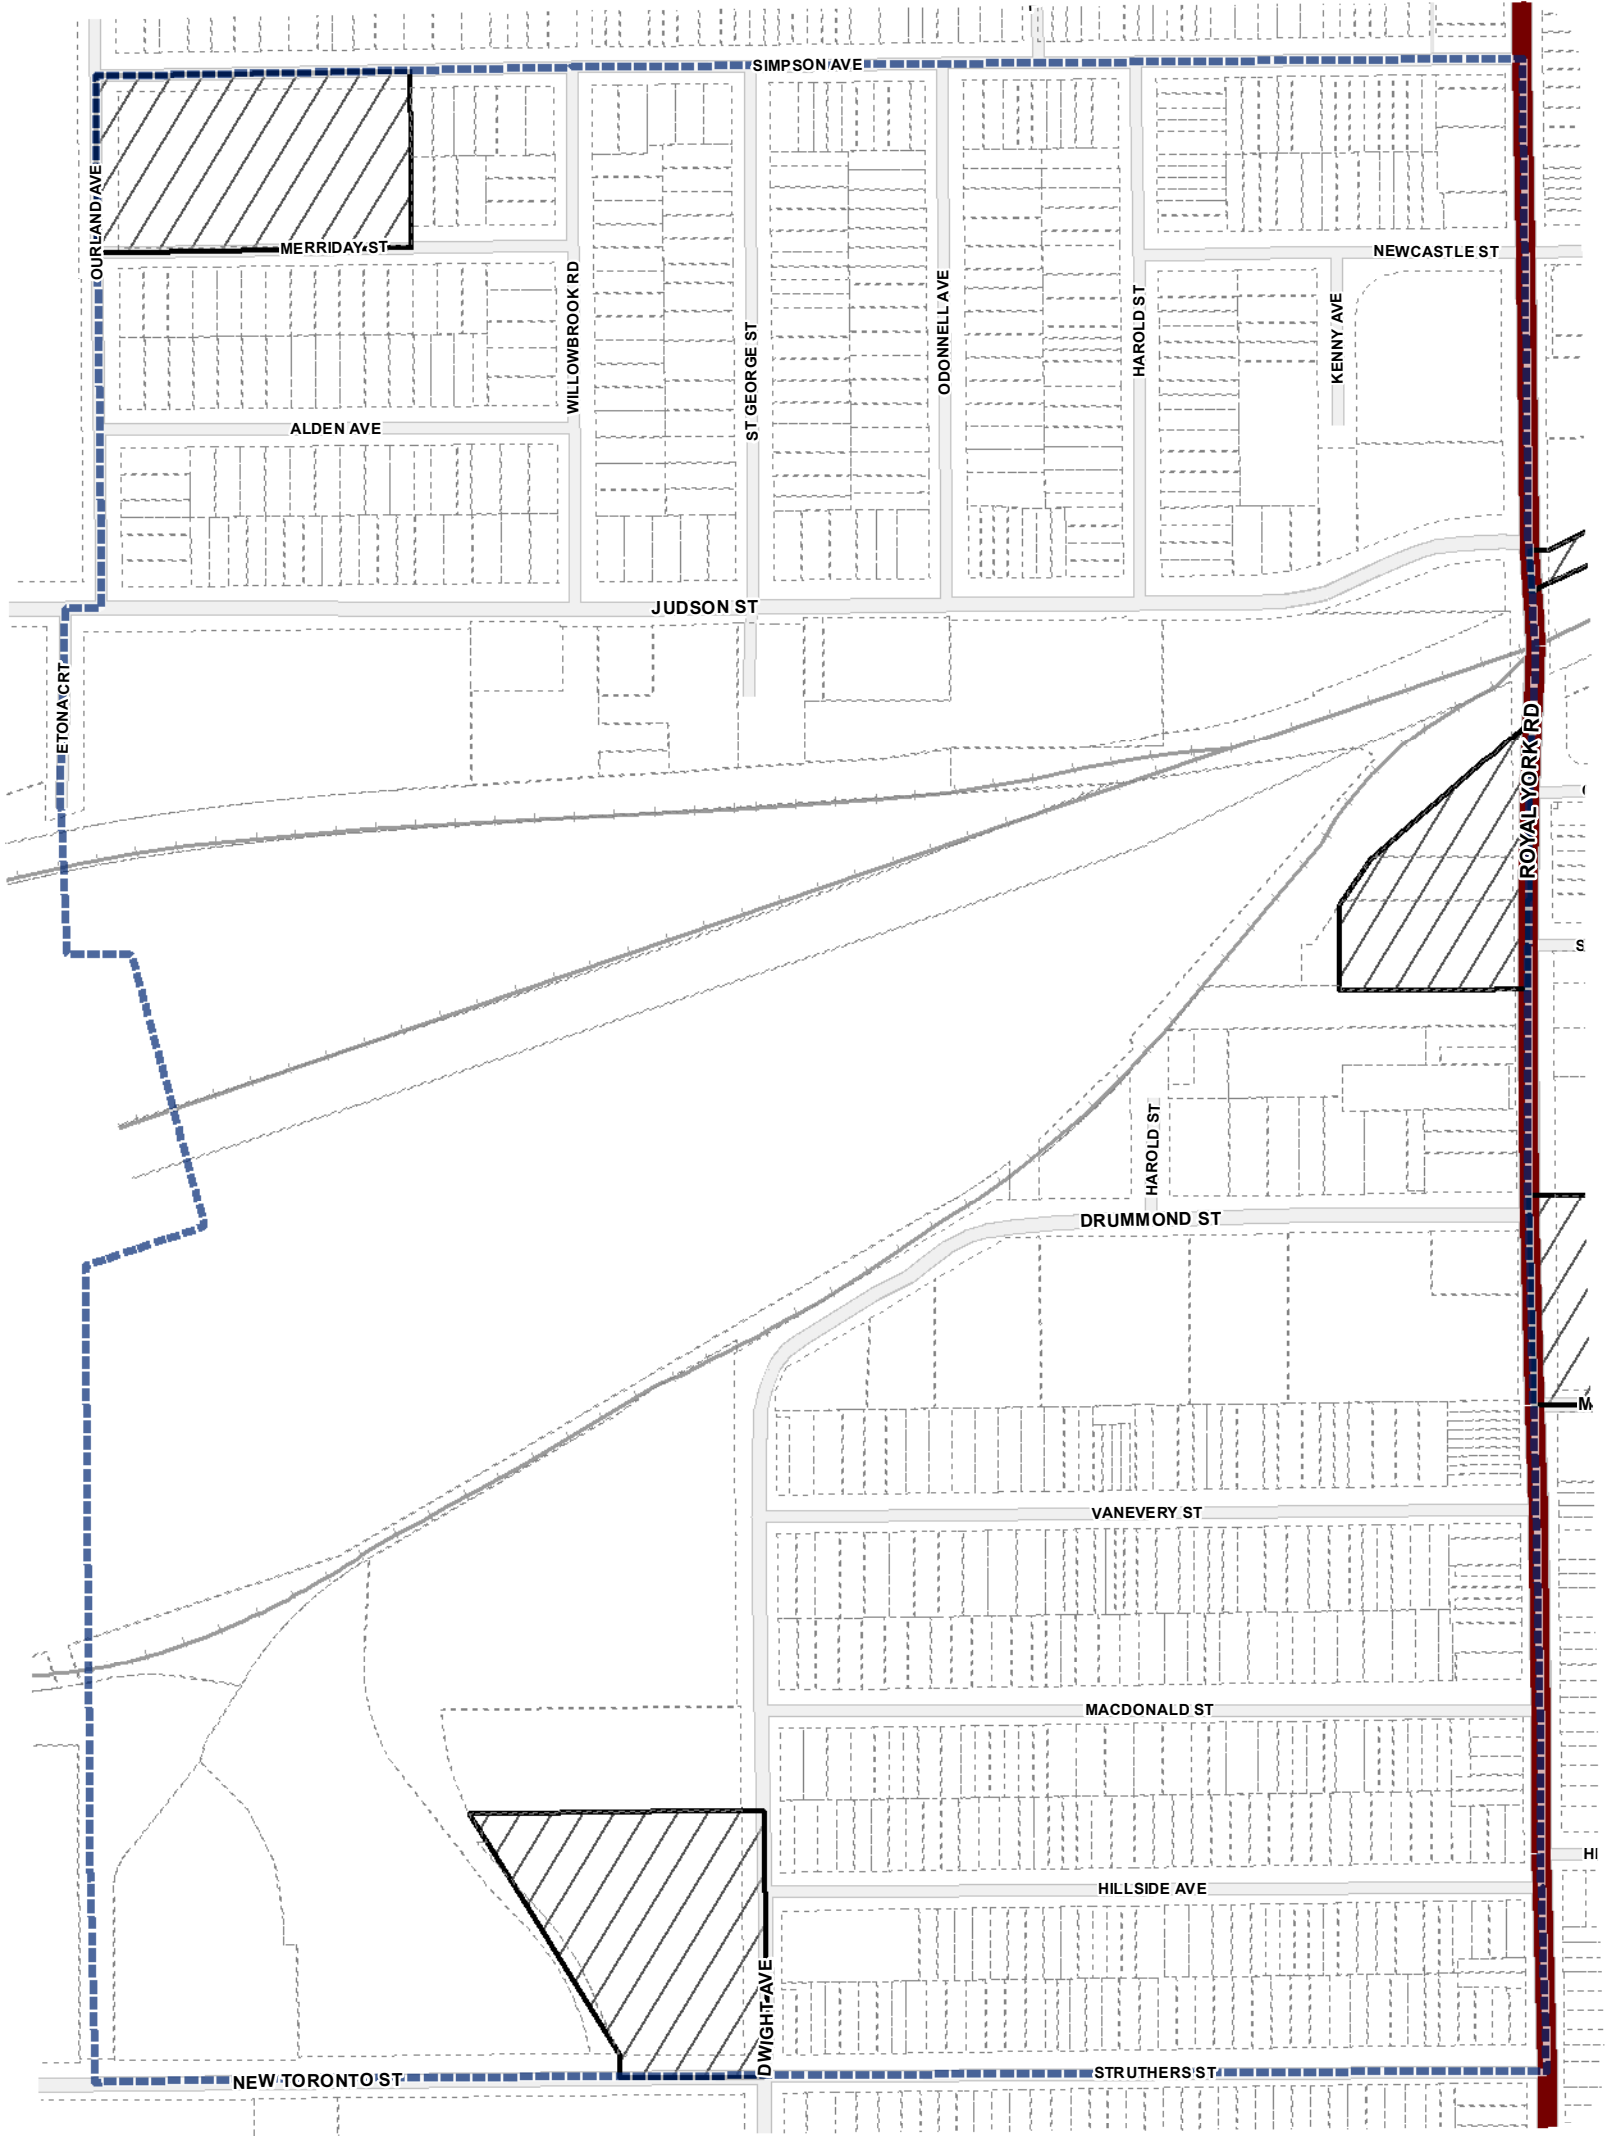 SIMPSON AVE
OURLAND AVE
MERRIDAY ST
NEWCASTLE ST
WILLOWBROOK RD
ST GEORGE ST
ODONNELL AVE
HAROLD ST
KENNY AVE
ALDEN AVE
JUDSON ST
ETONA CRT
ROYAL YORK RD
S
HAROLD ST
DRUMMOND ST
M
VANEVERY ST
MACDONALD ST
HI
HILLSIDE AVE
DWIGHT AVE
NEW TORONTO ST
STRUTHERS ST